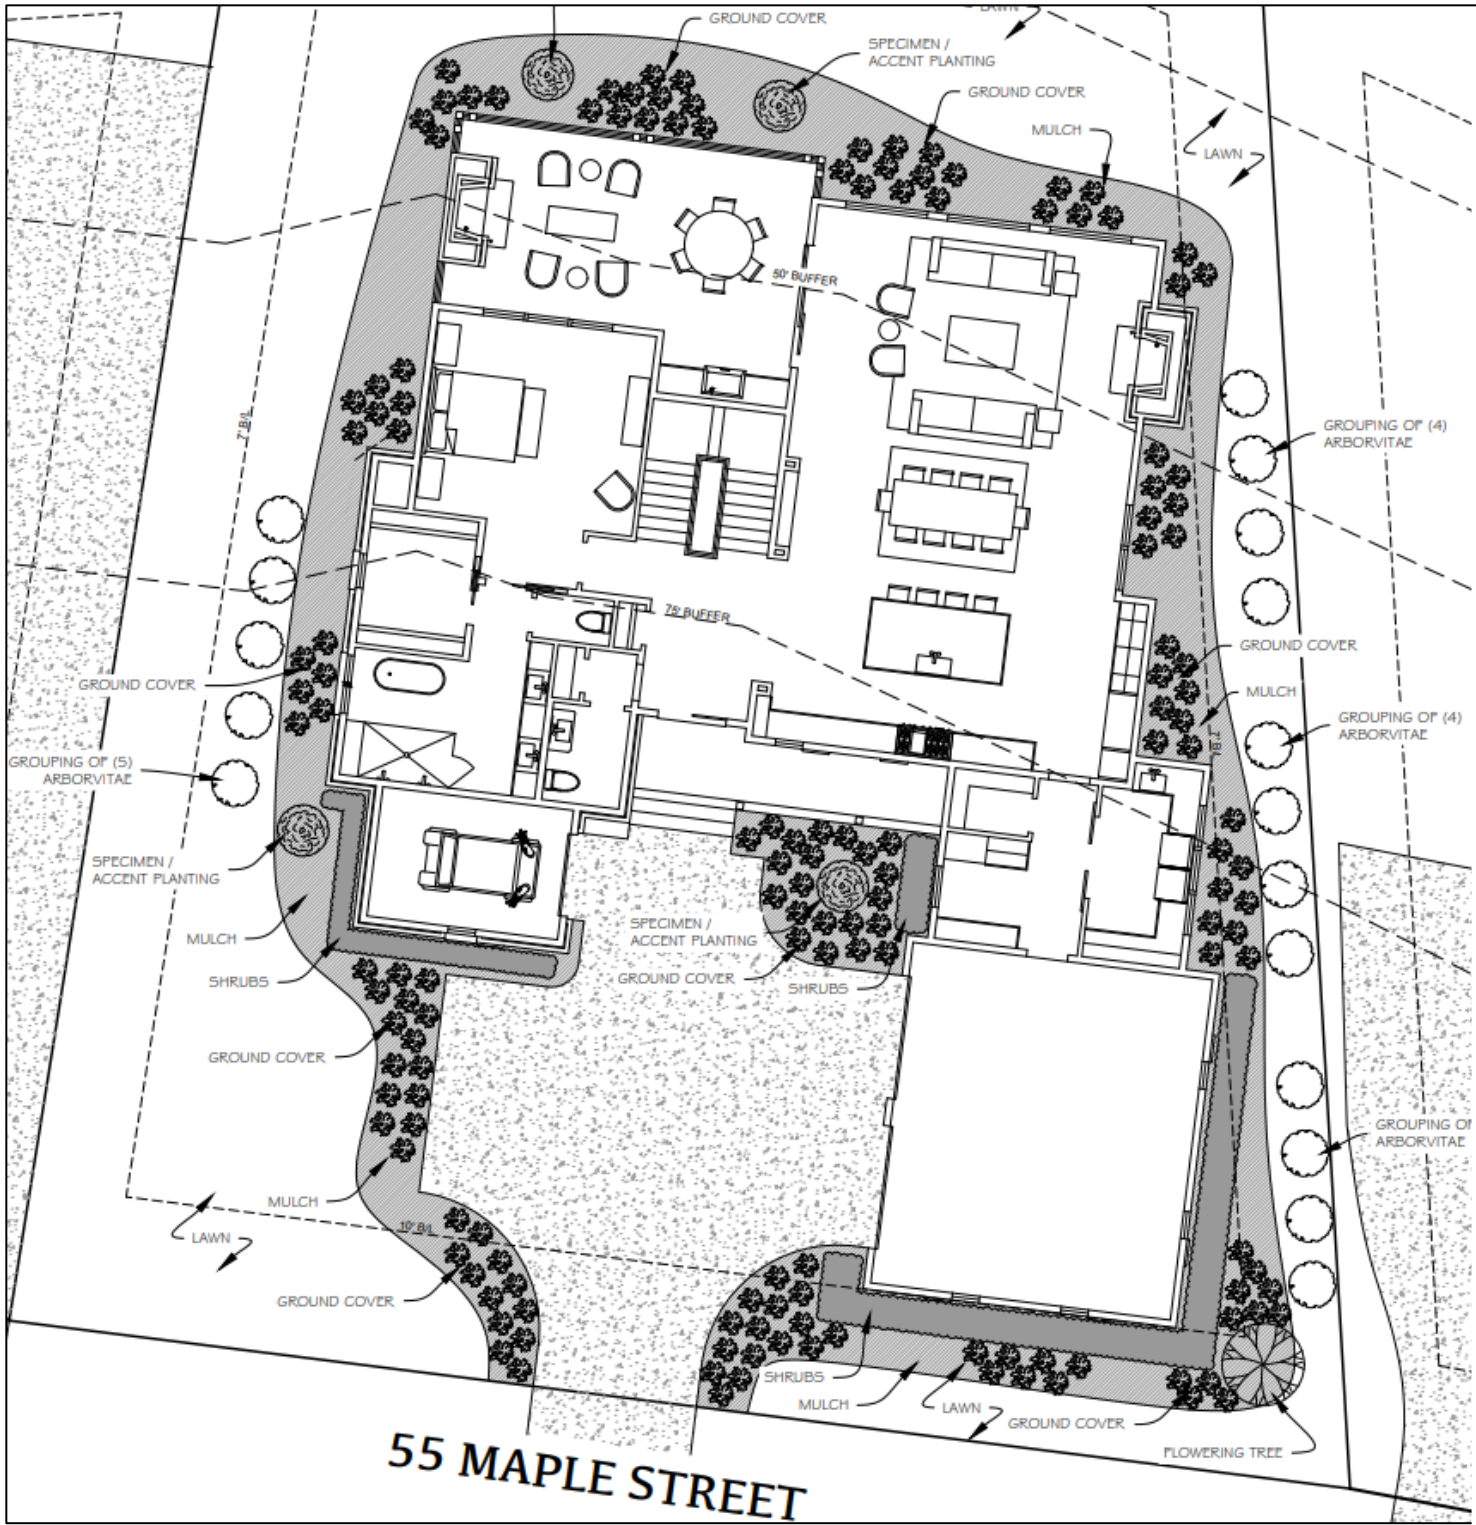 GROUND COVER
LAWN
SPECIMEN /
ACCENT PLANTING
GROUND COVER
MULCH
LAWN
50' BUFFER
7' B/L
GROUPING OF (4)
ARBORVITAE
75' BUFFER
GROUND COVER
GROUND COVER
MULCH
GROUPING OF (4)
ARBORVITAE
7' B/L
GROUPING OF (5)
ARBORVITAE
SPECIMEN /
ACCENT PLANTING
MULCH
SHRUBS
SPECIMEN /
ACCENT PLANTING
GROUND COVER
SHRUBS
GROUND COVER
GROUPING OF
ARBORVITAE
MULCH
10' B/L
LAWN
GROUND COVER
SHRUBS
MULCH
LAWN
GROUND COVER
FLOWERING TREE
55 MAPLE STREET